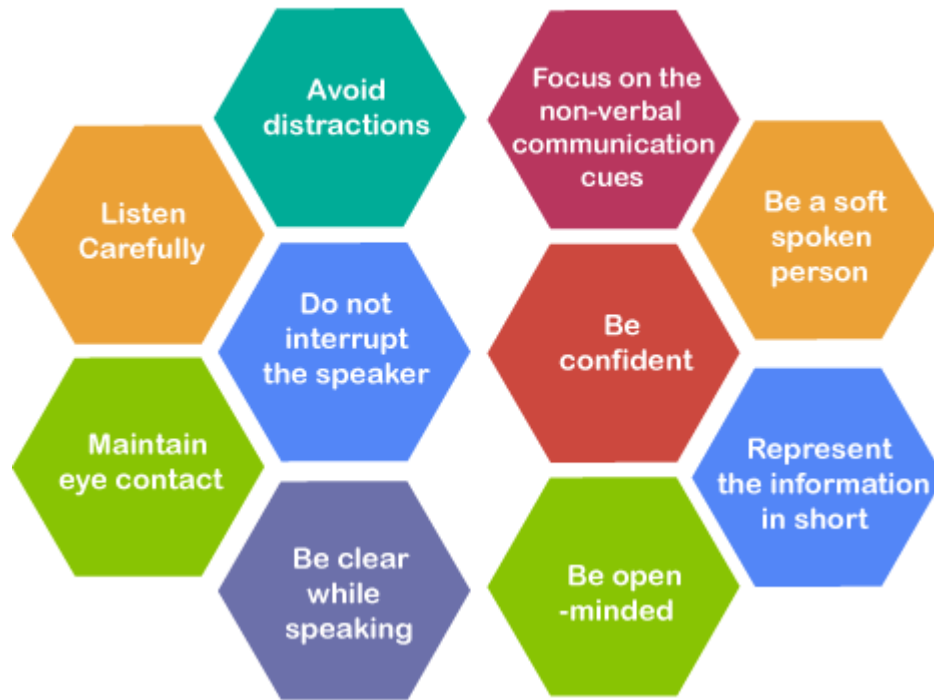 Avoid
distractions
Focus on the
non-verbal
communication
cues
Listen
Carefully
Be a soft
spoken
person
Do not
interrupt
the speaker
Be
confident
Maintain
eye contact
Represent
the information
in short
Be clear
while
speaking
Be open
-minded